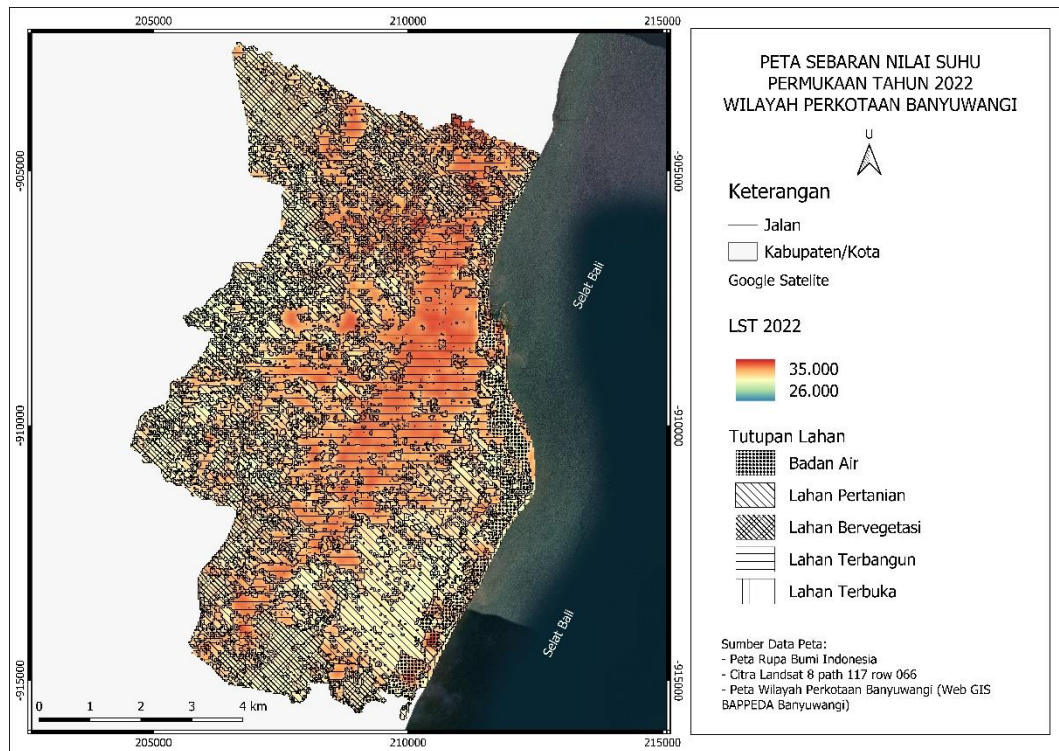 205000 210000 215000
-905000
-910000
-915000
-905000
-910000
-915000
Selat Bali
Selat Bali
0 1 2 3 4 km
205000 210000 215000
PETA SEBARAN NILAI SUHU
PERMUKAAN TAHUN 2022
WILAYAH PERKOTAAN BANYUWANGI
U
Keterangan
Jalan
Kabupaten/Kota
Google Satelite
LST 2022
35.000
26.000
Tutupan Lahan
Badan Air
Lahan Pertanian
Lahan Bervegetasi
Lahan Terbangun
Lahan Terbuka
Sumber Data Peta:
- Peta Rupa Bumi Indonesia
- Citra Landsat 8 path 117 row 066
- Peta Wilayah Perkotaan Banyuwangi (Web GIS
BAPPEDA Banyuwangi)